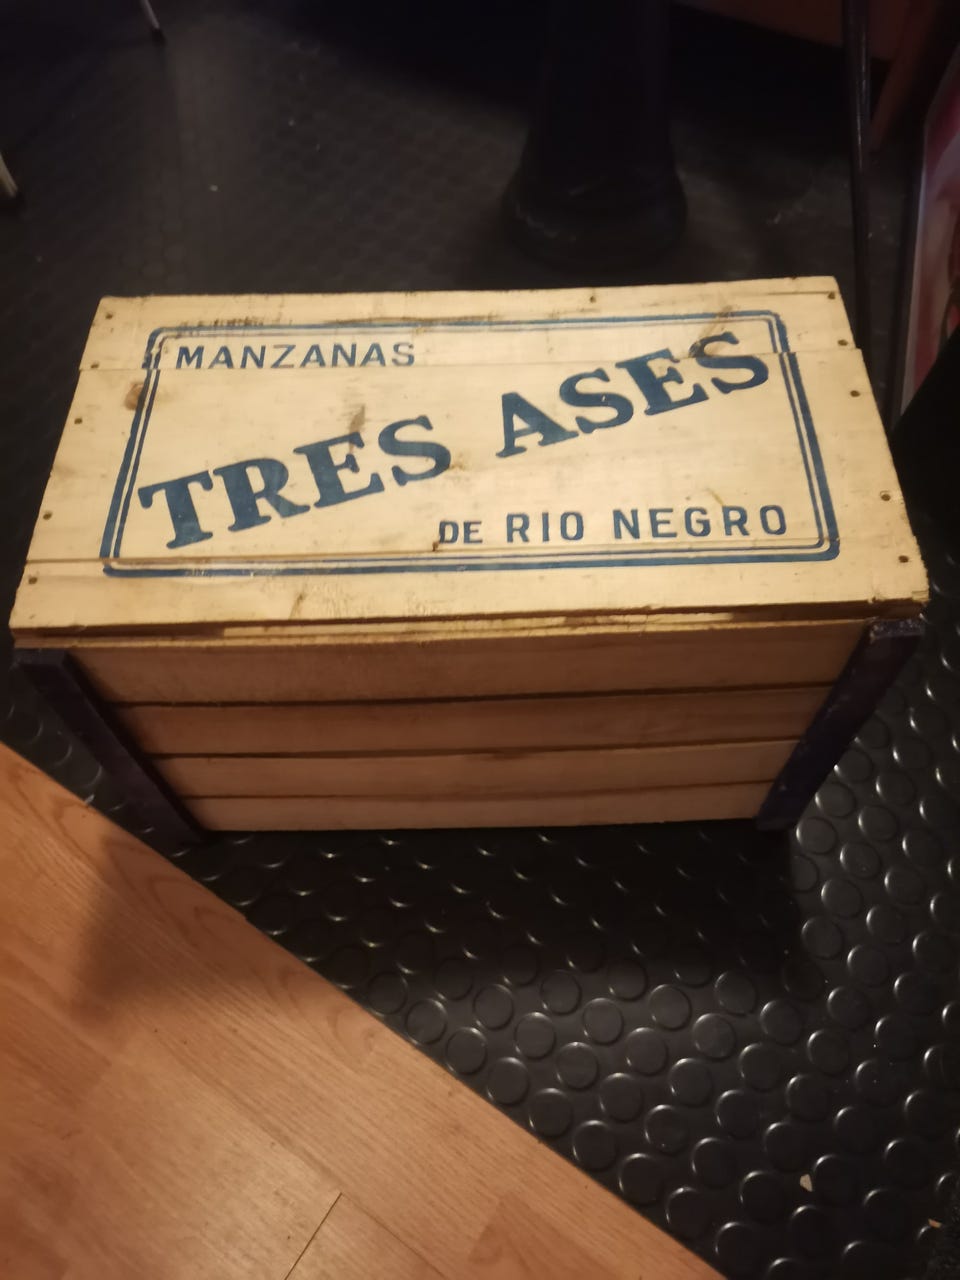 MANZANAS
TRES ASES
DE RIO NEGRO